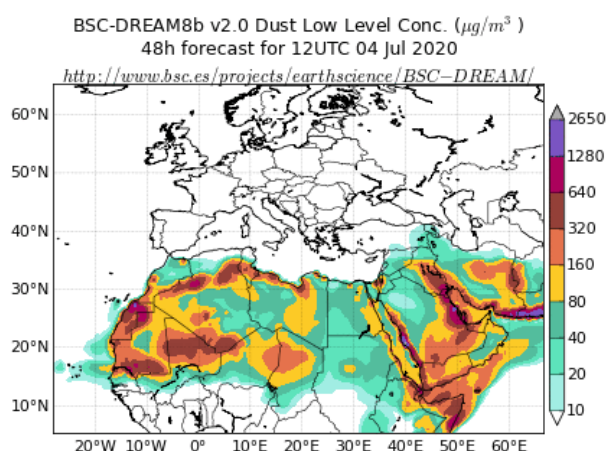 BSC-DREAM8b v2.0 Dust Low Level Conc. (μg/m³ )
48h forecast for 12UTC 04 Jul 2020
http://www.bsc.es/projects/earthscience/BSC−DREAM/
60°N
50°N
40°N
30°N
20°N
10°N
20°W
10°W
0°
10°E
20°E
30°E
40°E
50°E
60°E
2650
1280
640
320
160
80
40
20
10